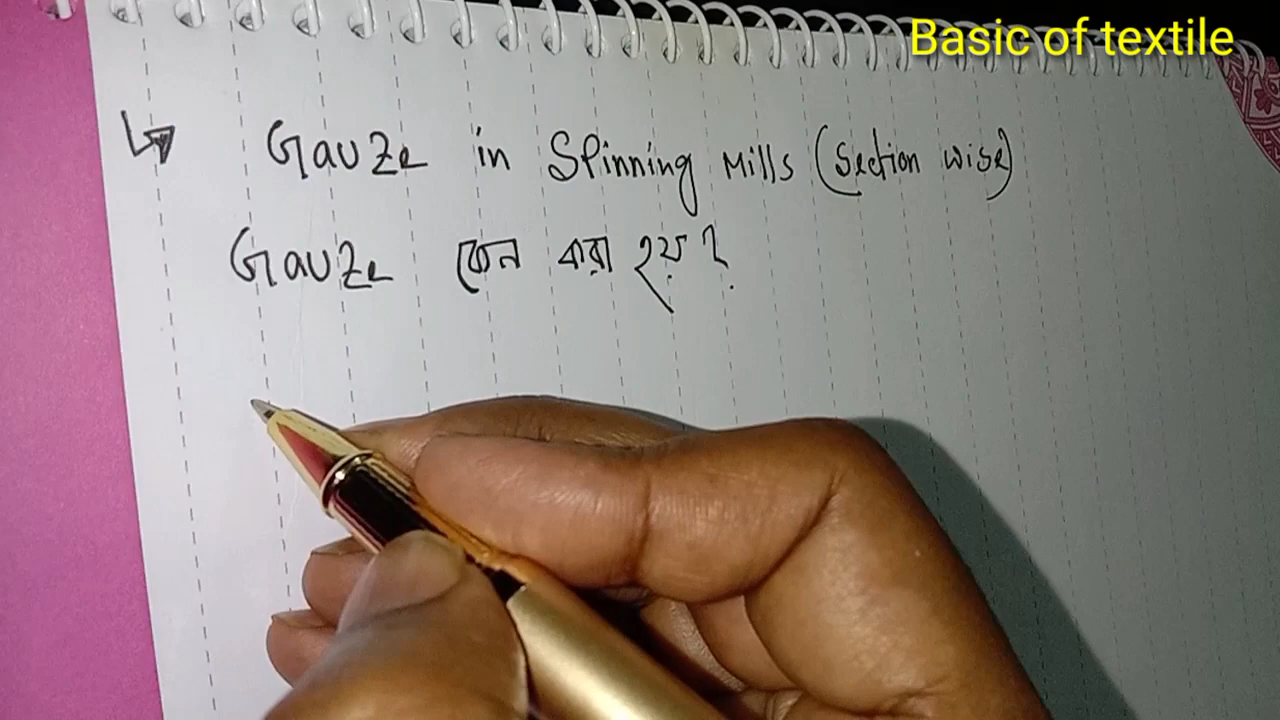 Basic of textile
Gauze in Spinning Mills (Section wise)
Gauze কেন করা হয় ?